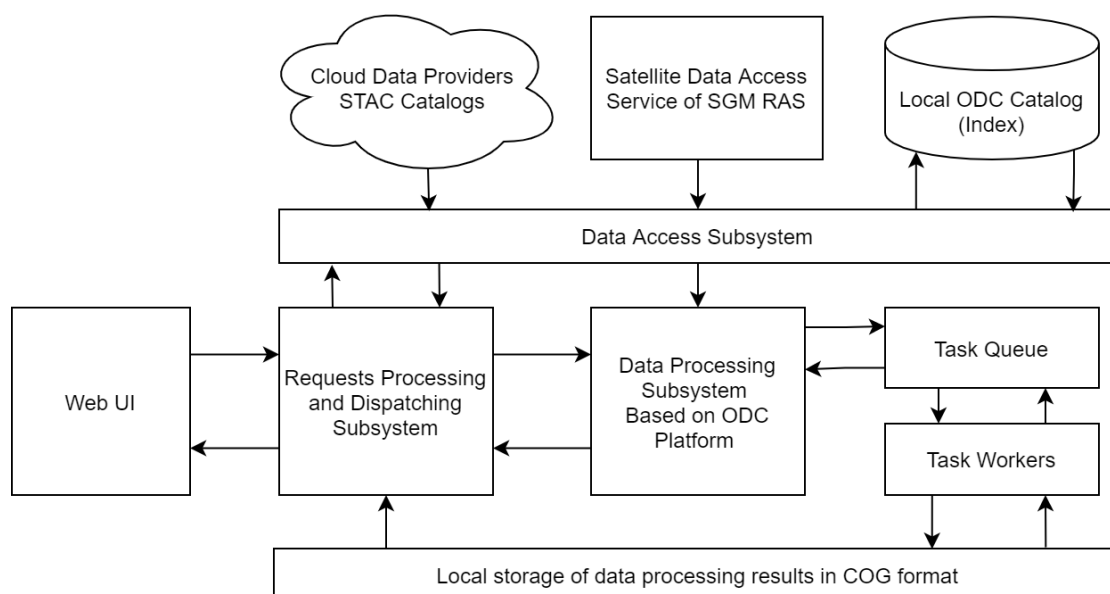 Cloud Data Providers
STAC Catalogs
Satellite Data Access
Service of SGM RAS
Local ODC Catalog
(Index)
Data Access Subsystem
Web UI
Requests Processing
and Dispatching
Subsystem
Data Processing
Subsystem
Based on ODC
Platform
Task Queue
Task Workers
Local storage of data processing results in COG format